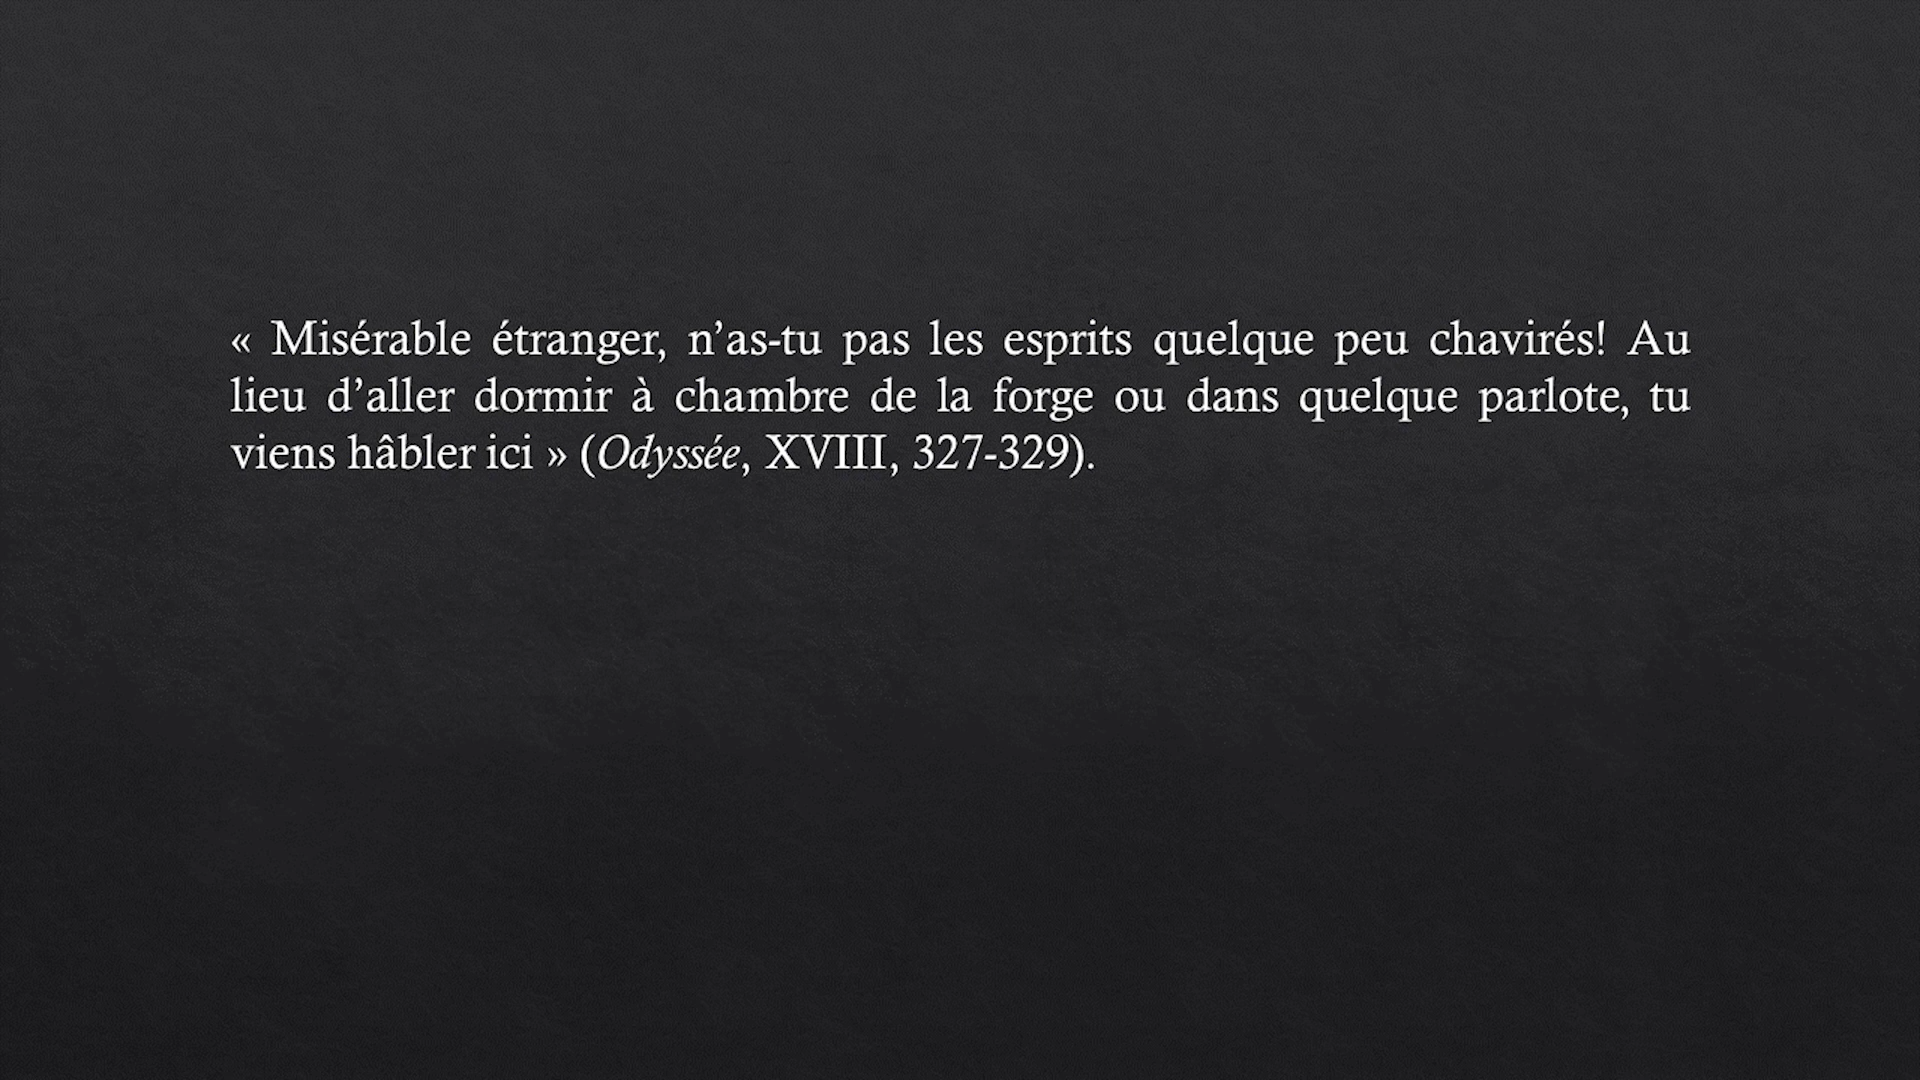 « Misérable étranger, n’as-tu pas les esprits quelque peu chavirés! Au
lieu d’aller dormir à chambre de la forge ou dans quelque parlote, tu
viens hâbler ici » (Odyssée, XVIII, 327-329).